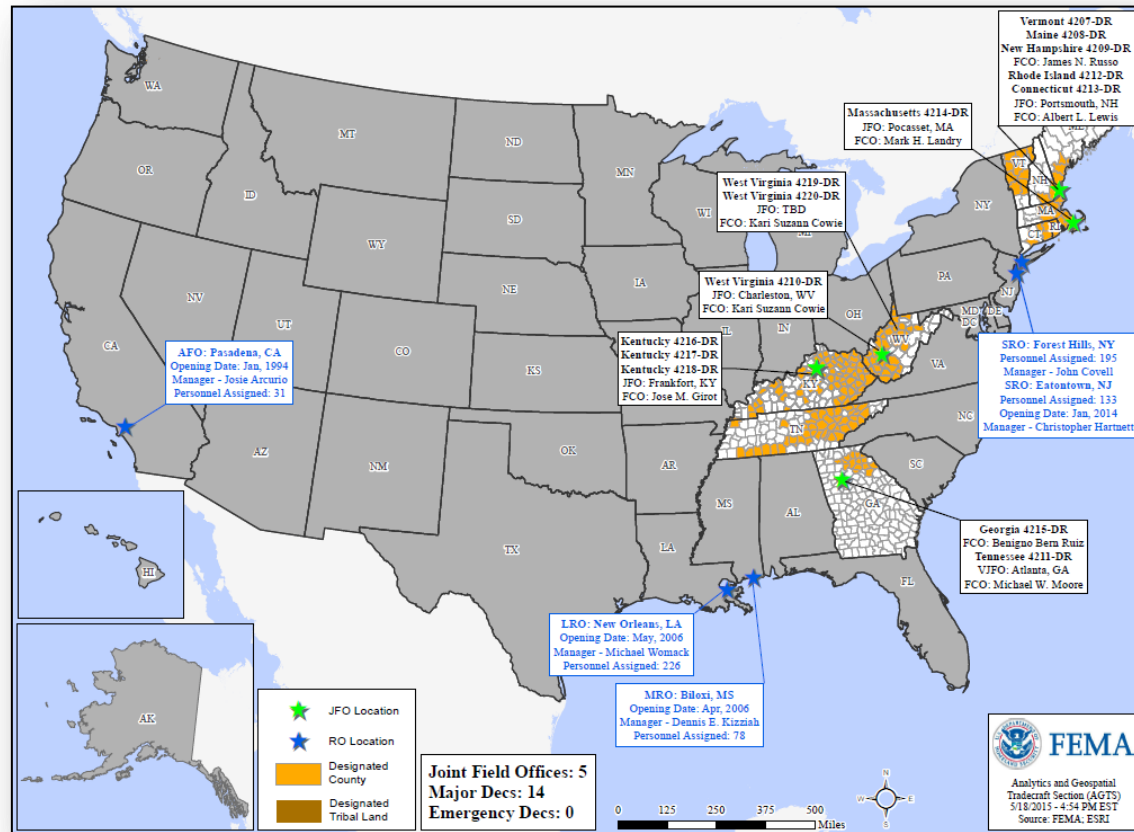 Vermont 4207-DR
Maine 4208-DR
New Hampshire 4209-DR
FCO: James N. Russo
Rhode Island 4212-DR
Connecticut 4213-DR
JFO: Portsmouth, NH
FCO: Albert L. Lewis
Massachusetts 4214-DR
JFO: Pocasset, MA
FCO: Mark H. Landry
West Virginia 4219-DR
West Virginia 4220-DR
JFO: TBD
FCO: Kari Suzann Cowie
West Virginia 4210-DR
JFO: Charleston, WV
FCO: Kari Suzann Cowie
Kentucky 4216-DR
Kentucky 4217-DR
Kentucky 4218-DR
JFO: Frankfort, KY
FCO: Jose M. Girot
AFO: Pasadena, CA
Opening Date: Jan, 1994
Manager - Josie Arcurio
Personnel Assigned: 31
SRO: Forest Hills, NY
Personnel Assigned: 195
Manager - John Covell
SRO: Eatontown, NJ
Personnel Assigned: 133
Opening Date: Jan, 2014
Manager - Christopher Hartnett
Georgia 4215-DR
FCO: Benigno Bern Ruiz
Tennessee 4211-DR
VJFO: Atlanta, GA
FCO: Michael W. Moore
LRO: New Orleans, LA
Opening Date: May, 2006
Manager - Michael Womack
Personnel Assigned: 226
MRO: Biloxi, MS
Opening Date: Apr, 2006
Manager - Dennis E. Kizziah
Personnel Assigned: 78
WA
MT
ND
MN
OR
ID
SD
WI
WY
NY
VT
NH
MA
CT
RI
IA
NE
PA
NJ
NV
UT
OH
IN
MD
DE
DC
CA
CO
KS
WV
VA
KY
NC
TN
AZ
NM
OK
AR
SC
MS
AL
GA
TX
LA
FL
HI
AK
JFO Location
RO Location
Designated
County
Designated
Tribal Land
Joint Field Offices: 5
Major Decs: 14
Emergency Decs: 0
N
W
E
S
0 125 250 375 500
Miles
FEMA
Analytics and Geospatial
Tradecraft Section (AGTS)
5/18/2015 - 4:54 PM EST
Source: FEMA; ESRI